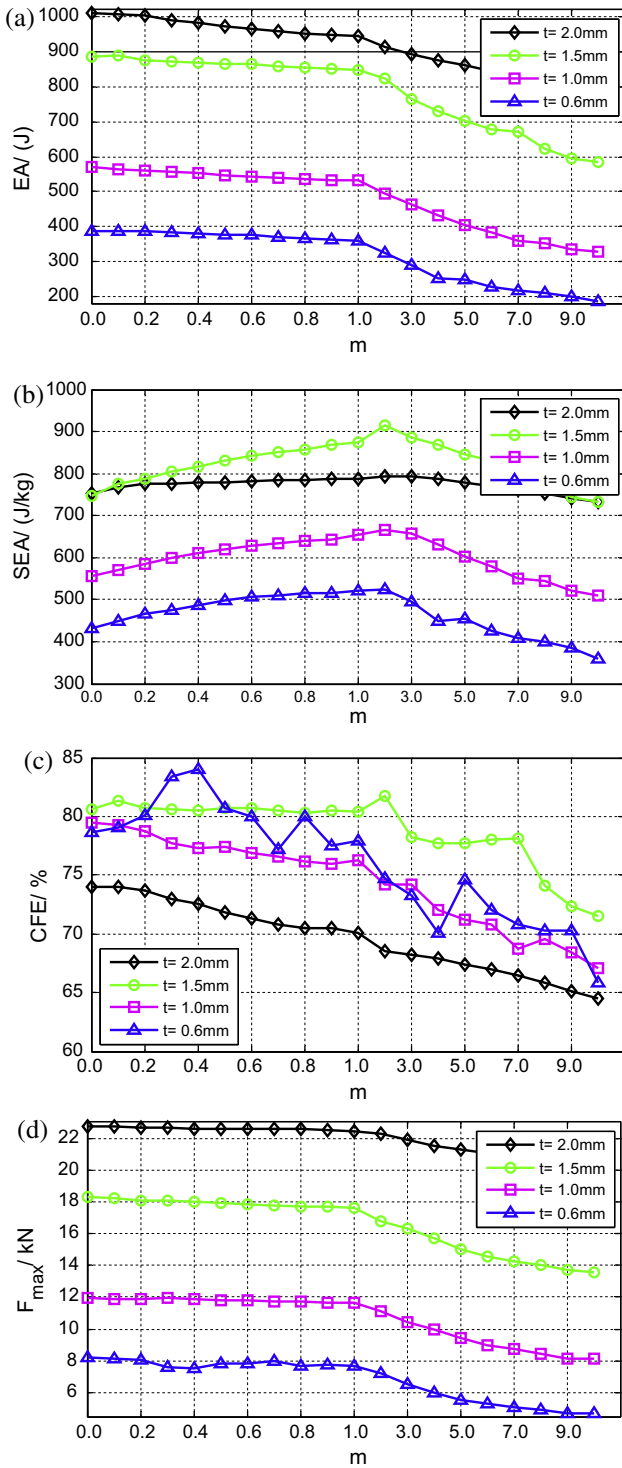 (a)
1000
900
800
700
600
500
400
300
200
EA/ (J)
t= 2.0mm
t= 1.5mm
t= 1.0mm
t= 0.6mm
0.0 0.2 0.4 0.6 0.8 1.0 3.0 5.0 7.0 9.0
m
(b)
1000
900
800
700
600
500
400
300
SEA/ (J/kg)
t= 2.0mm
t= 1.5mm
t= 1.0mm
t= 0.6mm
0.0 0.2 0.4 0.6 0.8 1.0 3.0 5.0 7.0 9.0
m
(c)
85
80
75
70
65
60
CFE/ %
t= 2.0mm
t= 1.5mm
t= 1.0mm
t= 0.6mm
0.0 0.2 0.4 0.6 0.8 1.0 3.0 5.0 7.0 9.0
m
(d)
22
20
18
16
14
12
10
8
6
Fmax/ kN
t= 2.0mm
t= 1.5mm
t= 1.0mm
t= 0.6mm
0.0 0.2 0.4 0.6 0.8 1.0 3.0 5.0 7.0 9.0
m